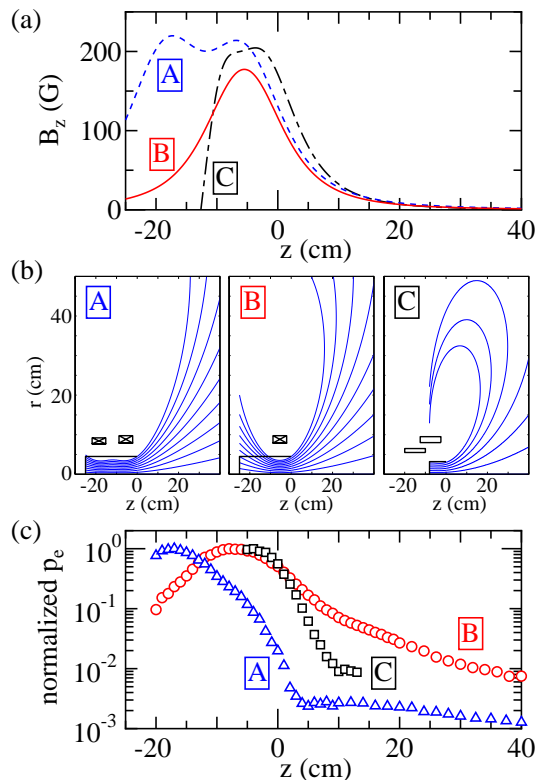 (a)
B_z (G)
200
100
0
A
B
C
-20
0
20
40
z (cm)
(b)
A
B
C
r (cm)
40
20
0
-20 0 20
-20 0 20
-20 0 20
z (cm)
z (cm)
z (cm)
(c)
normalized p_e
10^0
10^-1
10^-2
10^-3
A
B
C
-20
0
20
40
z (cm)